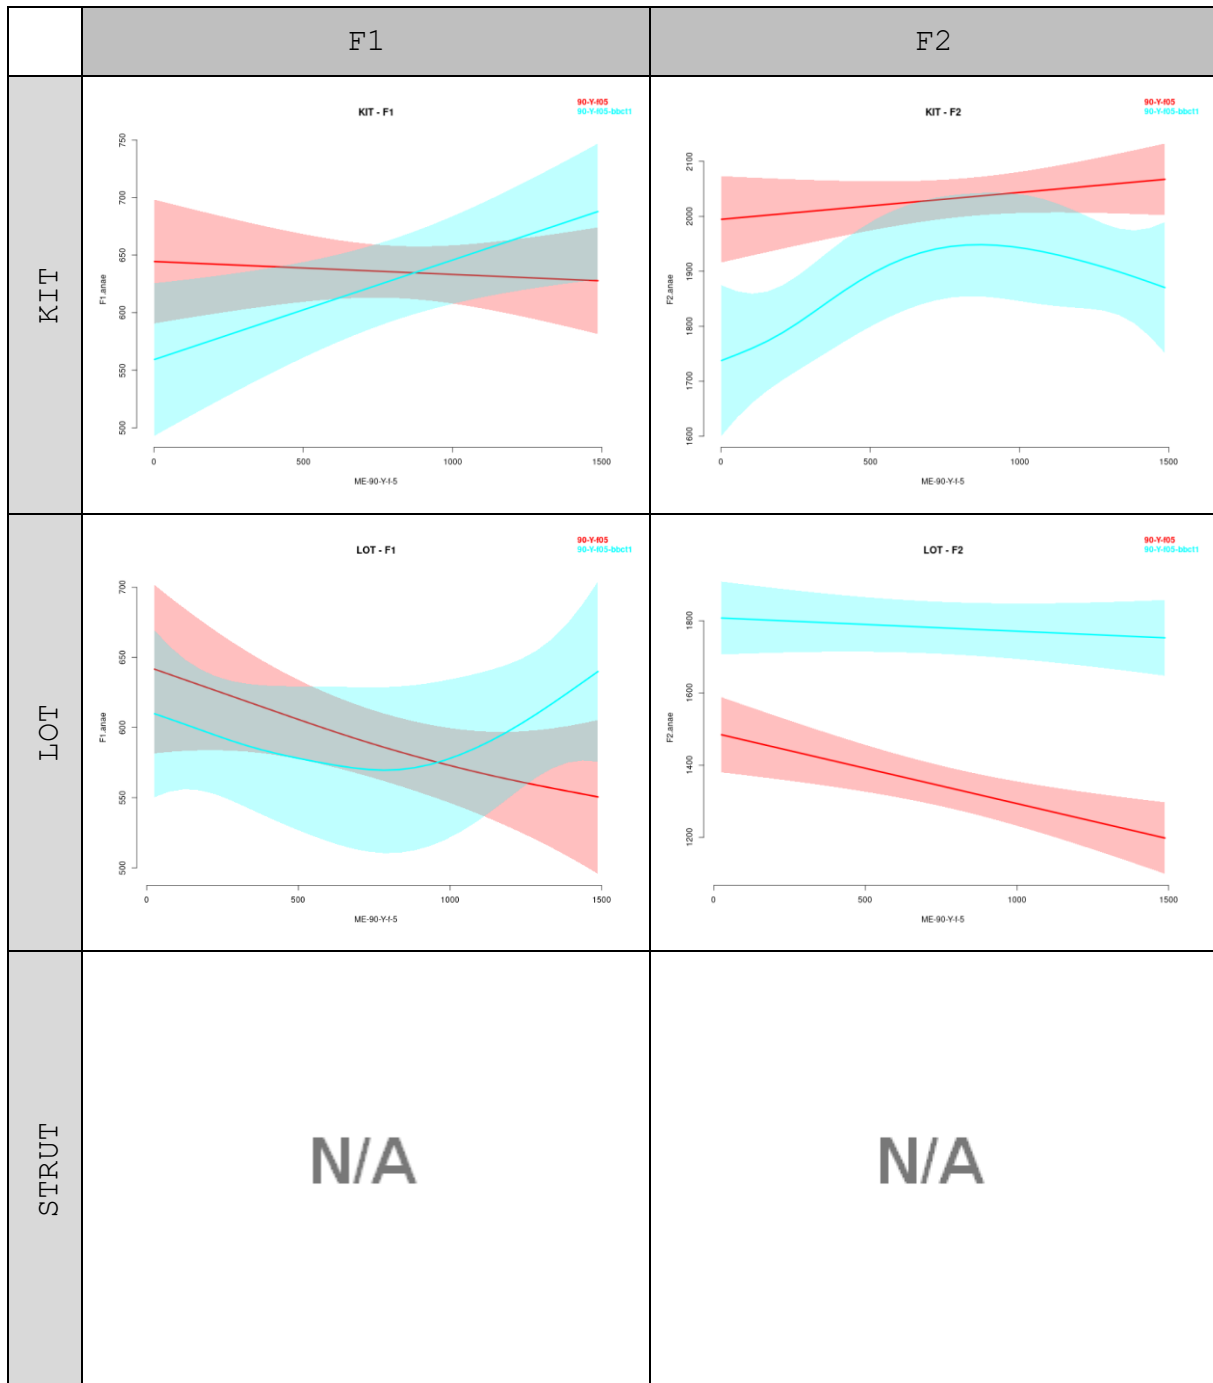 F1
F2
KIT
KIT - F1
90-Y-f05
90-Y-f05-bbcf1
F1.anae
750
700
650
600
550
500
0
500
1000
1500
ME-90-Y-f-5
KIT - F2
90-Y-f05
90-Y-f05-bbcf1
F2.anae
2100
2000
1900
1800
1700
1600
0
500
1000
1500
ME-90-Y-f-5
LOT
LOT - F1
90-Y-f05
90-Y-f05-bbcf1
F1.anae
700
650
600
550
500
0
500
1000
1500
ME-90-Y-f-5
LOT - F2
90-Y-f05
90-Y-f05-bbcf1
F2.anae
1800
1600
1400
1200
0
500
1000
1500
ME-90-Y-f-5
STRUT
N/A
N/A